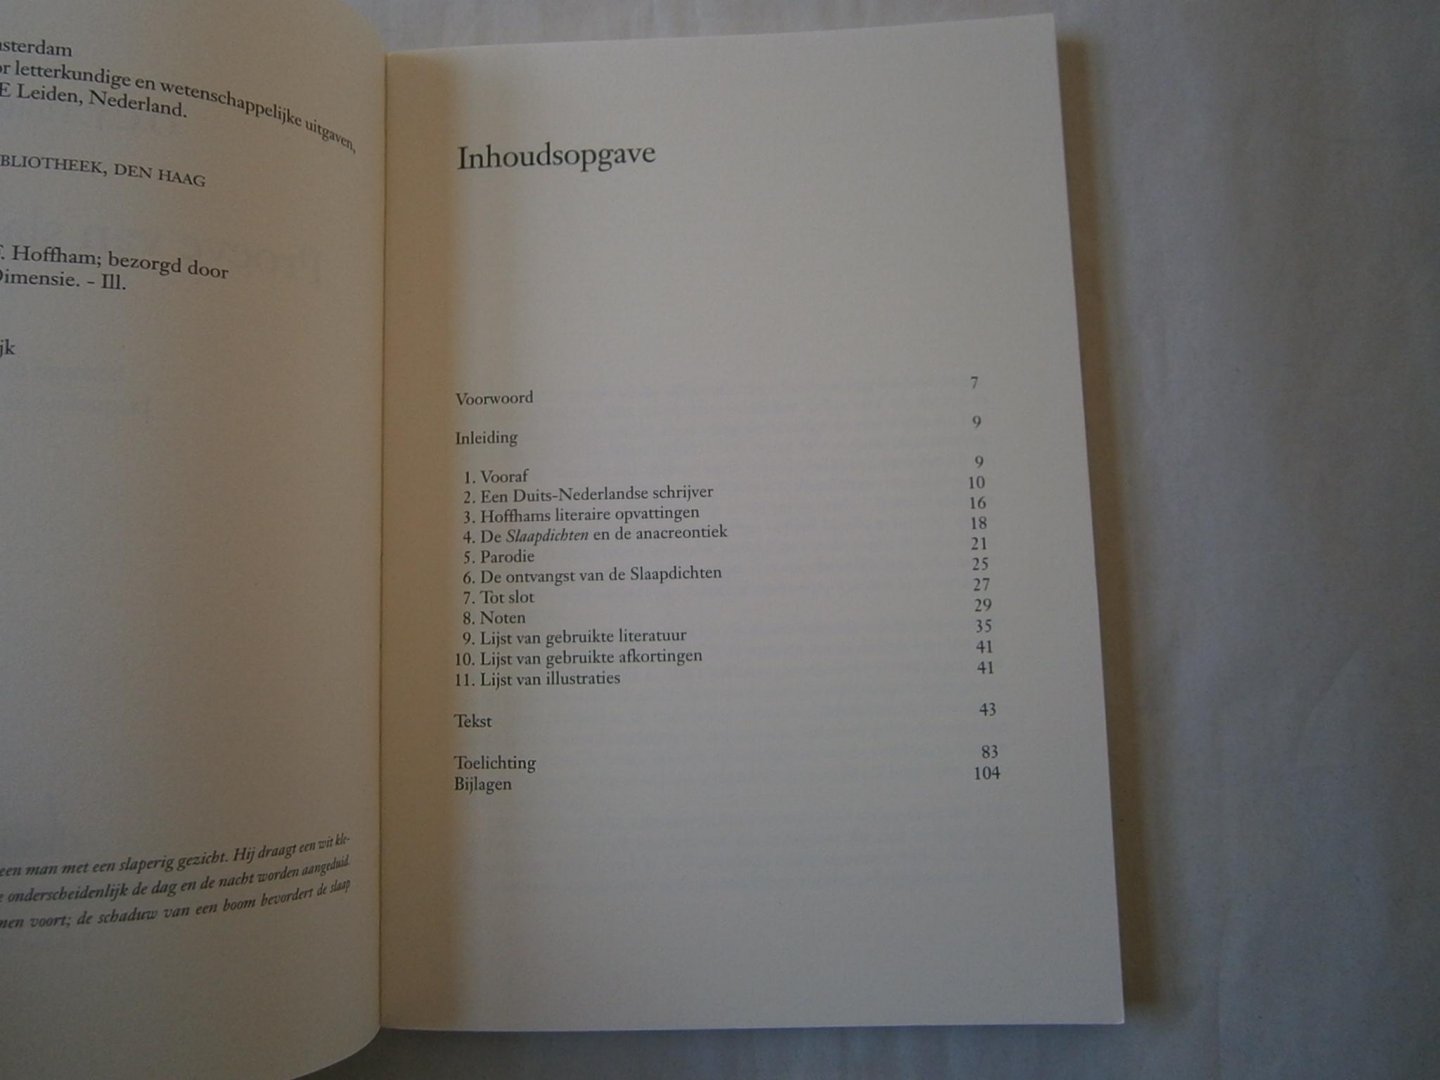 sterdam
r letterkundige en wetenschappelijke uitgaven,
E Leiden, Nederland.
BLIOTHEEK, DEN HAAG
. Hoffham; bezorgd door
Dimensie. – Ill.
jk
een man met een slaperig gezicht. Hij draagt een wit kle-
e onderscheidenlijk de dag en de nacht worden aangeduid.
men voort; de schaduw van een boom bevordert de slaap
Inhoudsopgave
Voorwoord 7
Inleiding 9
1. Vooraf 9
2. Een Duits-Nederlandse schrijver 10
3. Hoffhams literaire opvattingen 16
4. De Slaapdichten en de anacreontiek 18
5. Parodie 21
6. De ontvangst van de Slaapdichten 25
7. Tot slot 27
8. Noten 29
9. Lijst van gebruikte literatuur 35
10. Lijst van gebruikte afkortingen 41
11. Lijst van illustraties 41
Tekst 43
Toelichting 83
Bijlagen 104